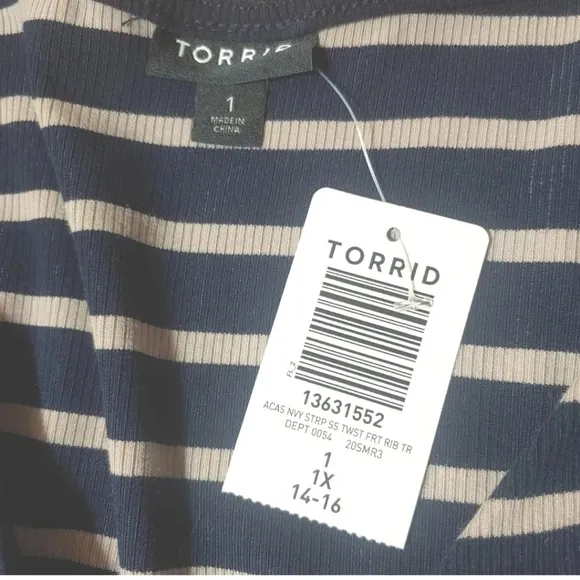 TORRID
1
MADE IN
CHINA
TORRID
FL_2
13631552
ACAS NVY STRP SS TWST FRT RIB TR
DEPT 0054 20SMR3
1
1X
14-16